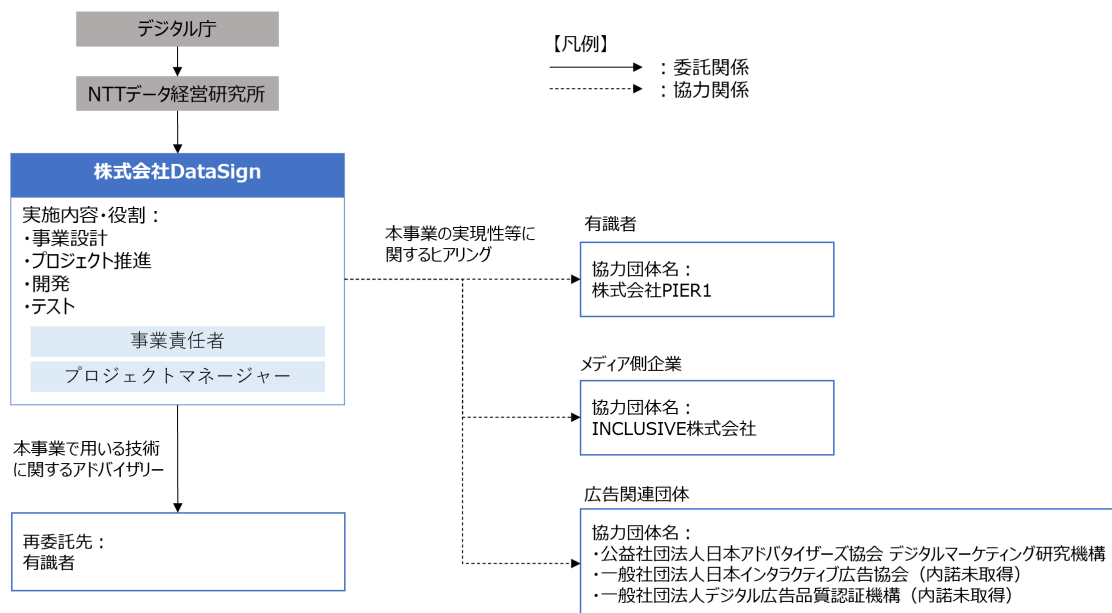 デジタル庁
NTTデータ経営研究所
【凡例】
：委託関係
：協力関係
株式会社DataSign
実施内容・役割：
・事業設計
・プロジェクト推進
・開発
・テスト
事業責任者
プロジェクトマネージャー
本事業の実現性等に
関するヒアリング
有識者
協力団体名：
株式会社PIER1
メディア側企業
協力団体名：
INCLUSIVE株式会社
本事業で用いる技術
に関するアドバイザリー
再委託先：
有識者
広告関連団体
協力団体名：
・公益社団法人日本アドバタイザーズ協会 デジタルマーケティング研究機構
・一般社団法人日本インタラクティブ広告協会（内諾未取得）
・一般社団法人デジタル広告品質認証機構（内諾未取得）